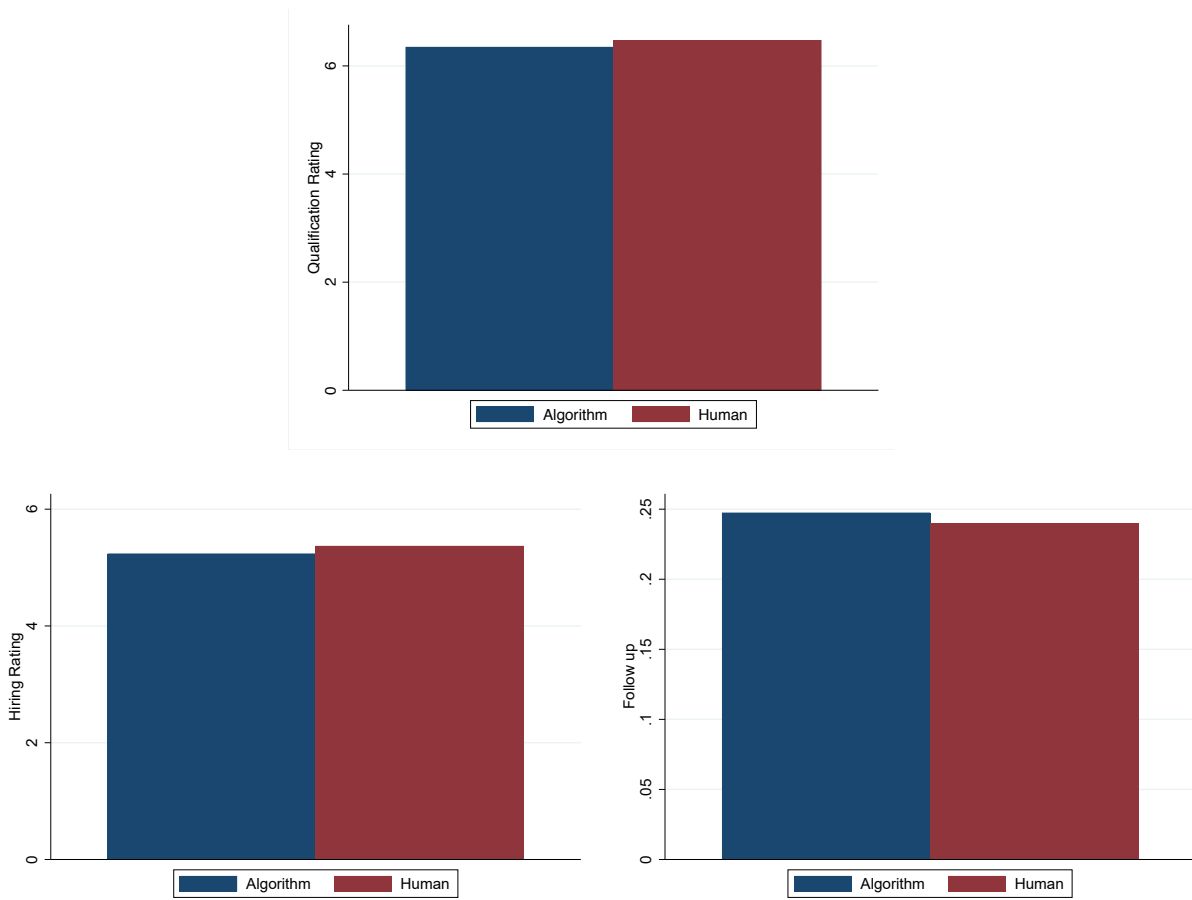 Qualification Rating
6
4
2
0
Algorithm Human
Hiring Rating
6
4
2
0
Algorithm Human
Follow up
.25
.2
.15
.1
.05
0
Algorithm Human